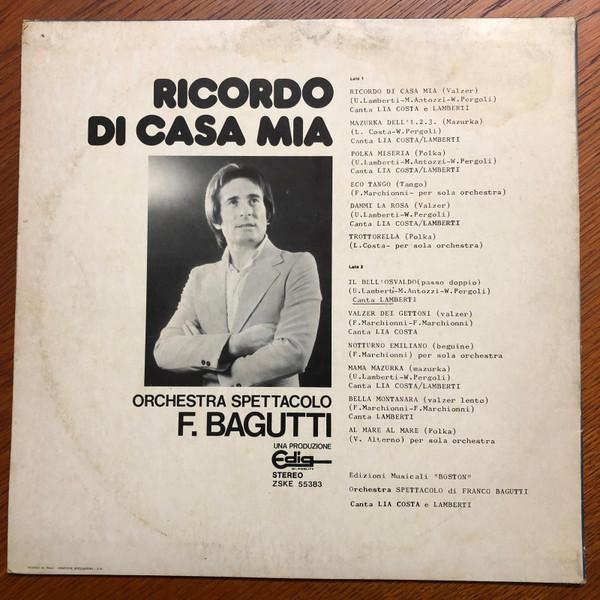 RICORDO
DI CASA MIA
ORCHESTRA SPETTACOLO
F. BAGUTTI
UNA PRODUZIONE
Edig
STEREO
ZSKE 55383
Lato 1
RICORDO DI CASA MIA (Valzer)
(U.Lamberti-M.Antozzi-W.Pergoli)
Canta LIA COSTA e LAMBERTI
MAZURKA DELL'1.2.3. (Mazurka)
(L. Costa-W.Pergoli)
Canta LIA COSTA/LAMBERTI
POLKA MISERIA (Polka)
(U.Lamberti-M.Antozzi-W.Pergoli)
Canta LIA COSTA/LAMBERTI
ECO TANGO (Tango)
(F.Marchionni- per sola orchestra)
DAMMI LA ROSA (Valzer)
(U.Lamberti-W.Pergoli)
Canta LIA COSTA/LAMBERTI
TROTTORELLA (Polka)
(L.Costa- per sola orchestra)
Lato 2
IL BELL'OSVALDO(passo doppio)
(U.Lamberti-M.Antozzi-W.Pergoli)
Canta LAMBERTI
VALZER DEI GETTONI (valzer)
(F.Marchionni-F.Marchionni)
Canta LIA COSTA
NOTTURNO EMILIANO (beguine)
(F.Marchionni) per sola orchestra
MAMA MAZURKA (mazurka)
(U.Lamberti-W.Pergoli)
Canta LIA COSTA/LAMBERTI
BELLA MONTANARA (valzer lento)
(F.Marchionni-F.Marchionni)
Canta LAMBERTI
AL MARE AL MARE (Polka)
(V. Alterno) per sola orchestra
Edizioni Musicali "BOSTON"
Orchestra SPETTACOLO di FRANCO BAGUTTI
Canta LIA COSTA e LAMBERTI